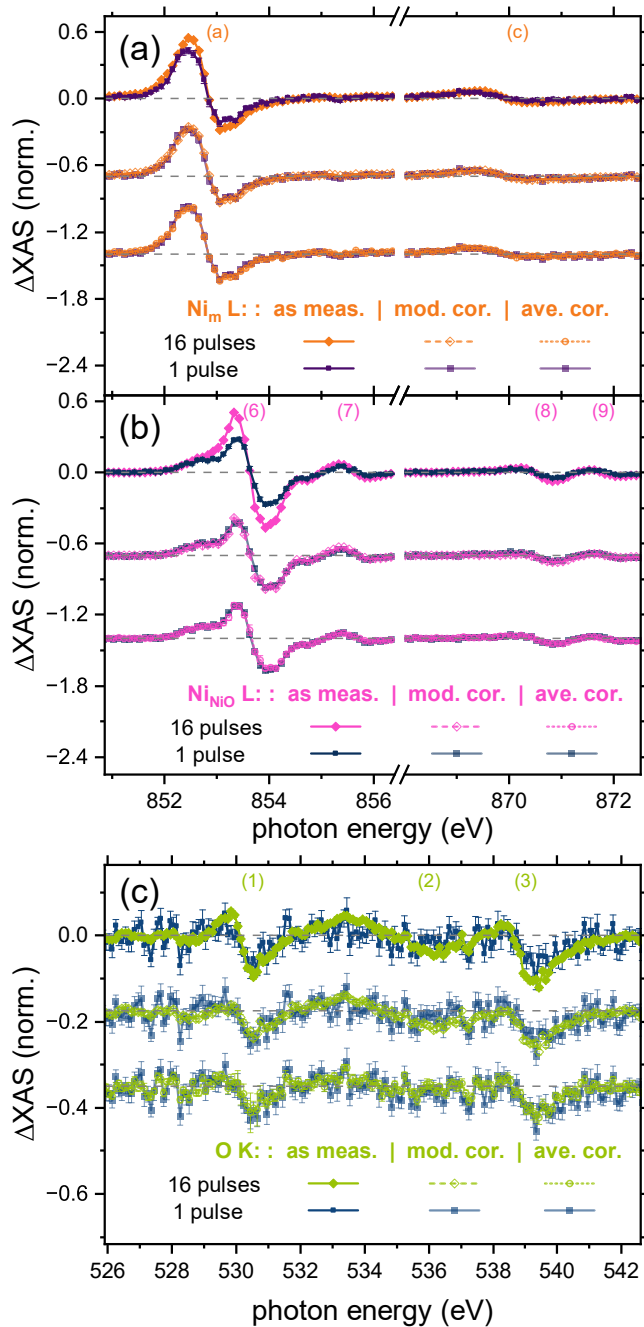 (a) (a) (c)
0.6
0.0
−0.6
−1.2
−1.8
−2.4
ΔXAS (norm.)
Niₘ L: : as meas. | mod. cor. | ave. cor.
16 pulses
1 pulse
(b) (6) (7) (8) (9)
0.6
0.0
−0.6
−1.2
−1.8
−2.4
ΔXAS (norm.)
Ni_NiO L: : as meas. | mod. cor. | ave. cor.
16 pulses
1 pulse
852 854 856 870 872
photon energy (eV)
(c) (1) (2) (3)
0.0
−0.2
−0.4
−0.6
ΔXAS (norm.)
O K: : as meas. | mod. cor. | ave. cor.
16 pulses
1 pulse
526 528 530 533 534 536 538 540 542
photon energy (eV)